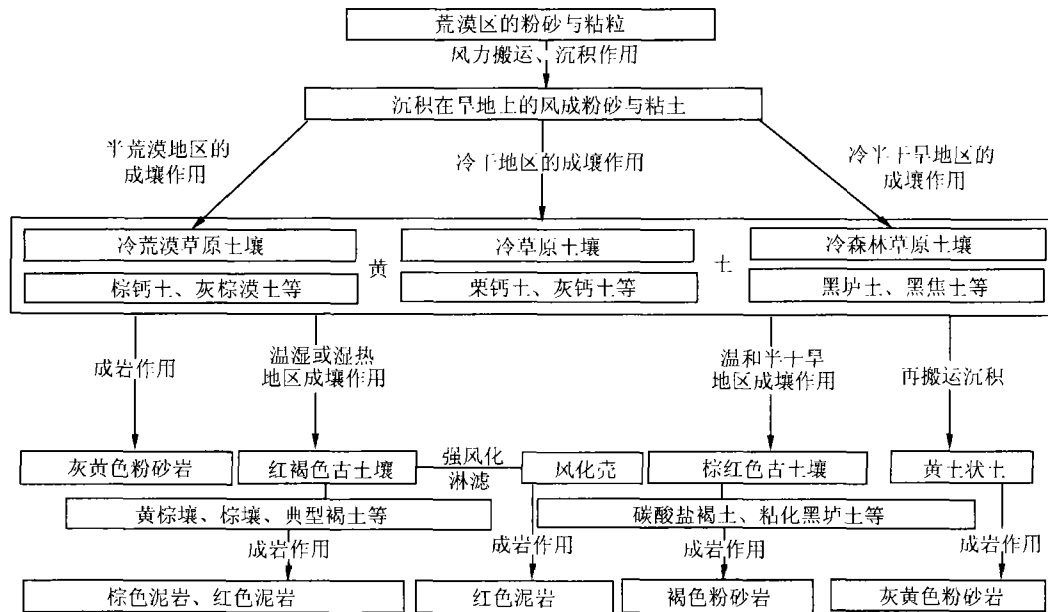 荒漠区的粉砂与粘粒
风力搬运、沉积作用
沉积在旱地上的风成粉砂与粘土
半荒漠地区的
成壤作用
冷干地区的成壤作用
冷半干旱地区的
成壤作用
冷荒漠草原土壤
冷草原土壤
冷森林草原土壤
黄
土
棕钙土、灰棕漠土等
栗钙土、灰钙土等
黑垆土、黑焦土等
成岩作用
温湿或湿热
地区成壤作用
温和半干旱
地区成壤作用
再搬运沉积
灰黄色粉砂岩
红褐色古土壤
强风化
淋滤
风化壳
棕红色古土壤
黄土状土
黄棕壤、棕壤、典型褐土等
碳酸盐褐土、粘化黑垆土等
成岩作用
成岩作用
成岩作用
成岩作用
棕色泥岩、红色泥岩
红色泥岩
褐色粉砂岩
灰黄色粉砂岩